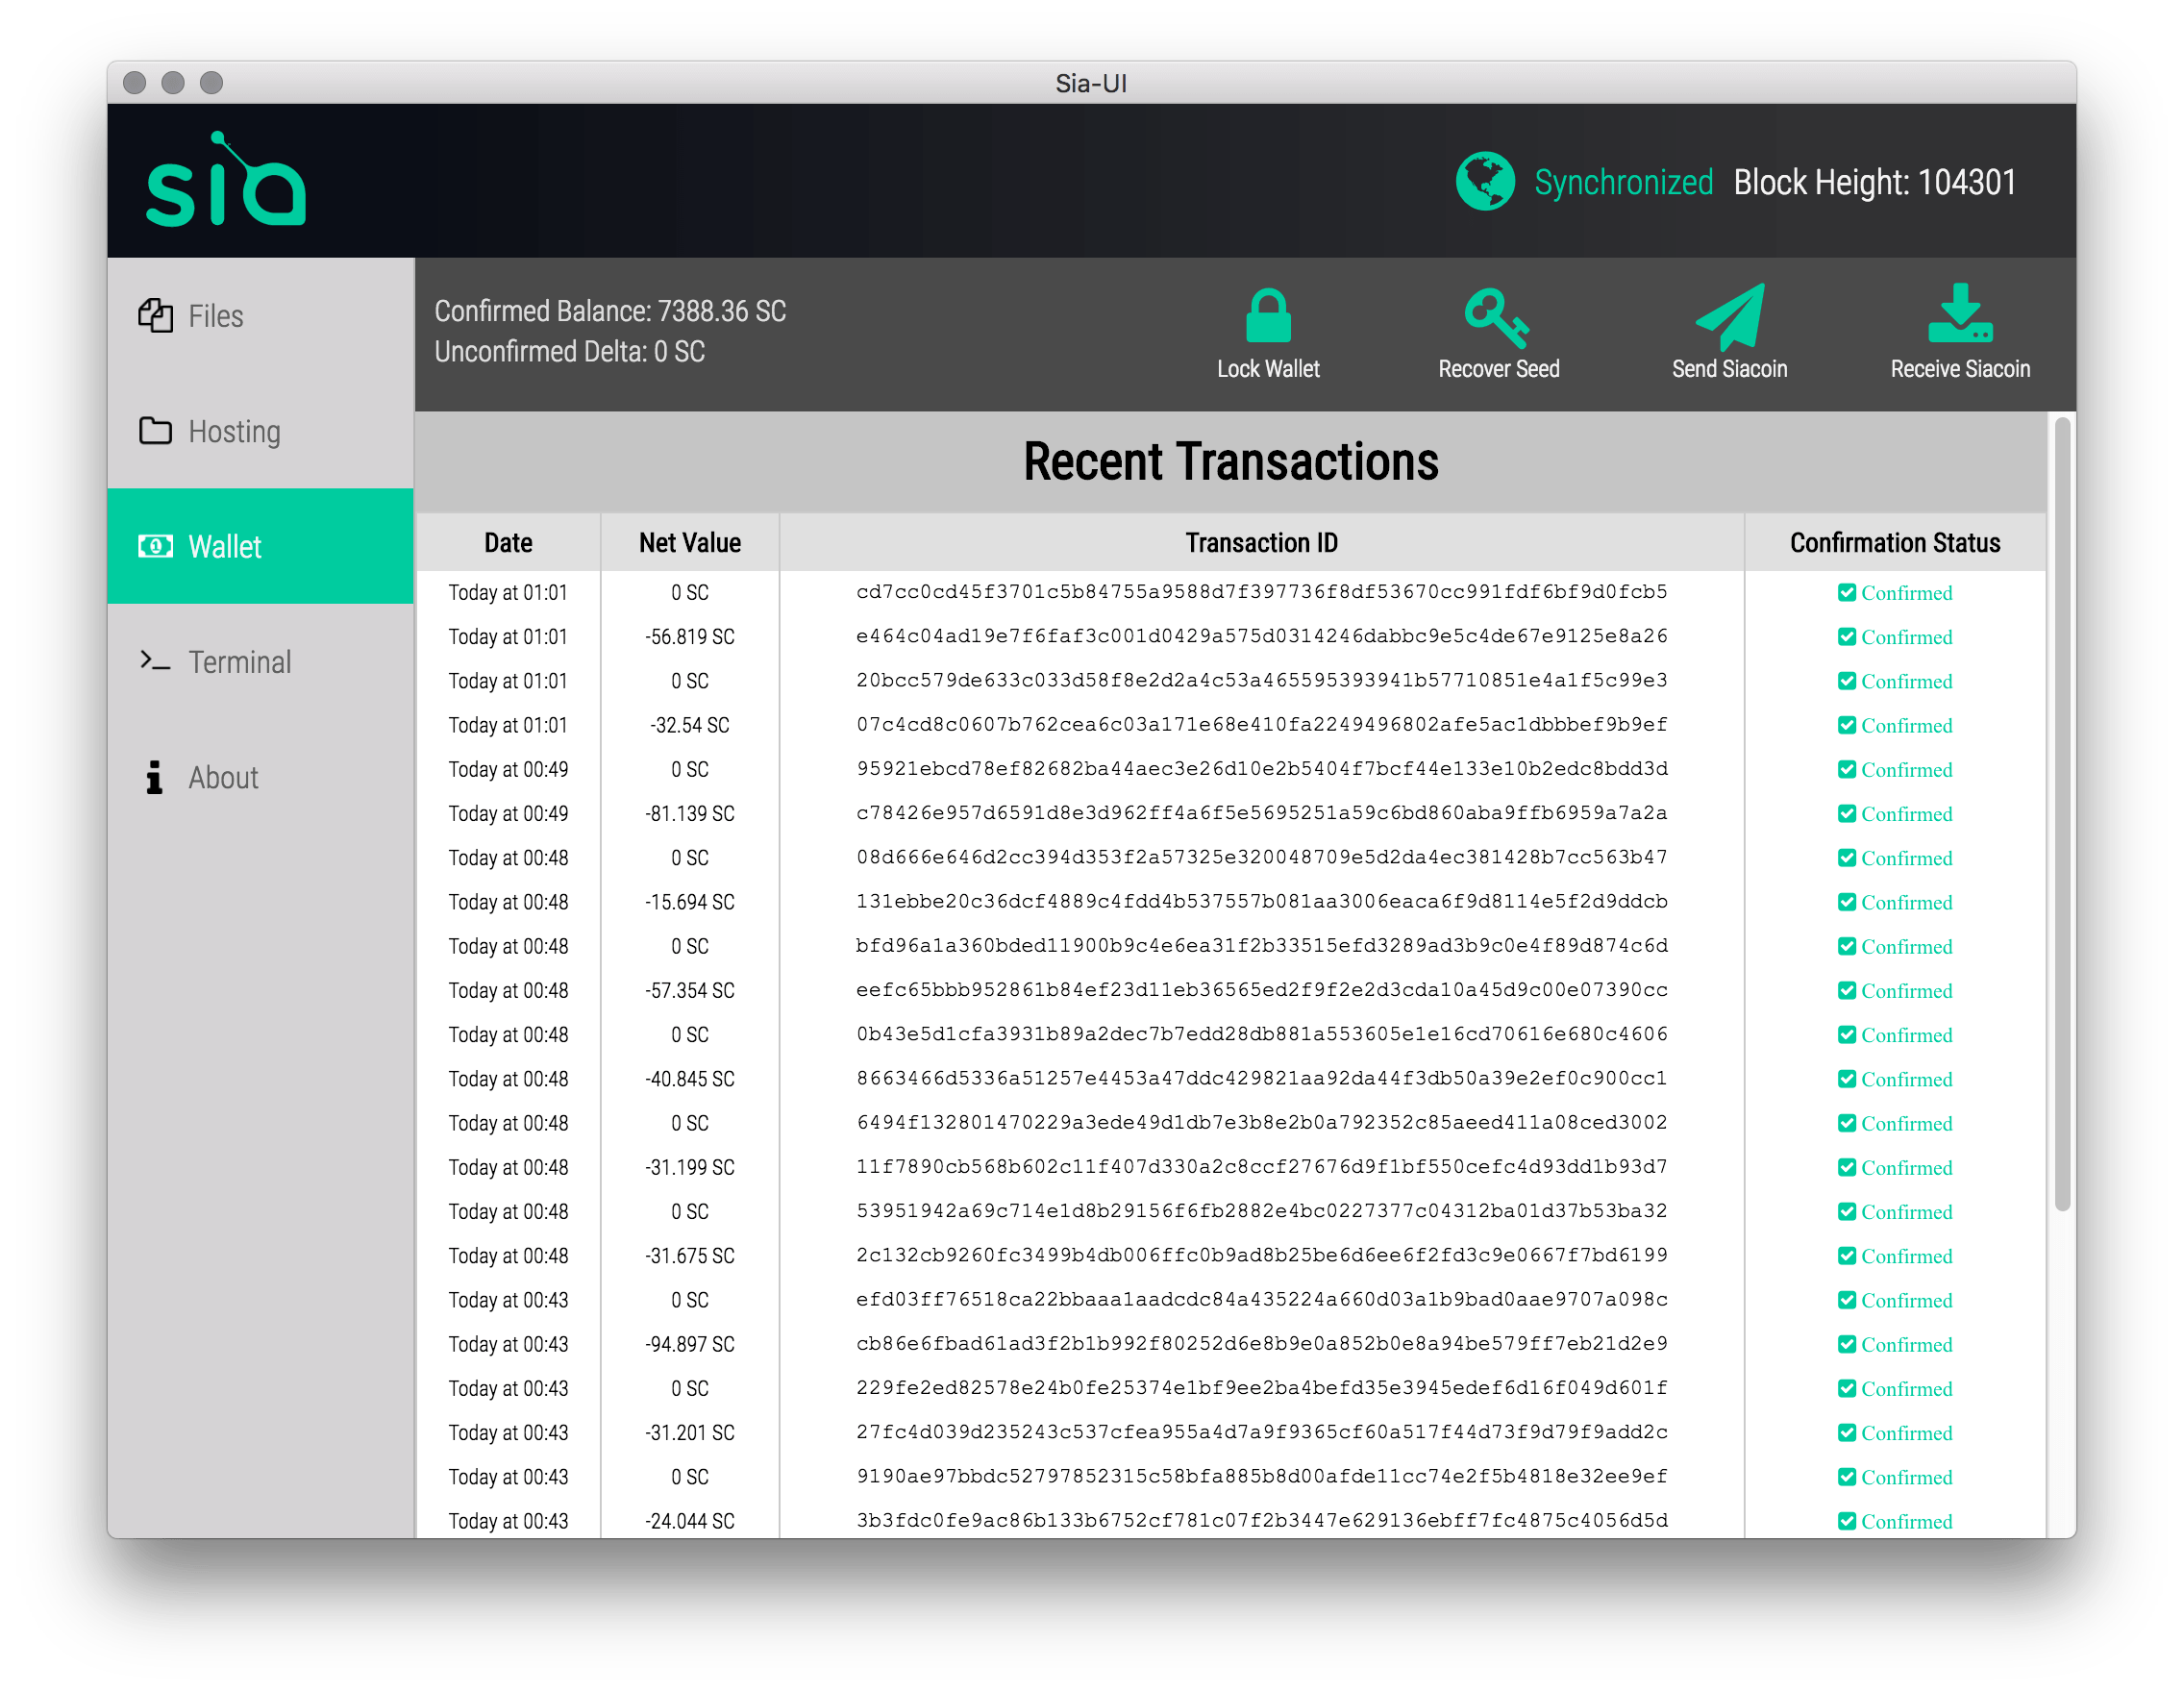 Sia-UI
sia
Synchronized Block Height: 104301
Files
Hosting
Wallet
Terminal
About
Confirmed Balance: 7388.36 SC
Unconfirmed Delta: 0 SC
Lock Wallet
Recover Seed
Send Siacoin
Receive Siacoin
Recent Transactions
Date Net Value Transaction ID Confirmation Status
Today at 01:01 0 SC cd7cc0cd45f3701c5b84755a9588d7f397736f8df53670cc991fdf6bf9d0fcb5 Confirmed
Today at 01:01 -56.819 SC e464c04ad19e7f6faf3c001d0429a575d0314246dabbc9e5c4de67e9125e8a26 Confirmed
Today at 01:01 0 SC 20bcc579de633c033d58f8e2d2a4c53a465595393941b57710851e4a1f5c99e3 Confirmed
Today at 01:01 -32.54 SC 07c4cd8c0607b762cea6c03a171e68e410fa2249496802afe5ac1dbbbef9b9ef Confirmed
Today at 00:49 0 SC 95921ebcd78ef82682ba44aec3e26d10e2b5404f7bcf44e133e10b2edc8bdd3d Confirmed
Today at 00:49 -81.139 SC c78426e957d6591d8e3d962ff4a6f5e5695251a59c6bd860aba9ffb6959a7a2a Confirmed
Today at 00:48 0 SC 08d666e646d2cc394d353f2a57325e320048709e5d2da4ec381428b7cc563b47 Confirmed
Today at 00:48 -15.694 SC 131ebbe20c36dcf4889c4fdd4b537557b081aa3006eaca6f9d8114e5f2d9ddcb Confirmed
Today at 00:48 0 SC bfd96a1a360bded11900b9c4e6ea31f2b33515efd3289ad3b9c0e4f89d874c6d Confirmed
Today at 00:48 -57.354 SC eefc65bbb952861b84ef23d11eb36565ed2f9f2e2d3cda10a45d9c00e07390cc Confirmed
Today at 00:48 0 SC 0b43e5d1cfa3931b89a2dec7b7edd28db881a553605e1e16cd70616e680c4606 Confirmed
Today at 00:48 -40.845 SC 8663466d5336a51257e4453a47ddc429821aa92da44f3db50a39e2ef0c900cc1 Confirmed
Today at 00:48 0 SC 6494f132801470229a3ede49d1db7e3b8e2b0a792352c85aeed411a08ced3002 Confirmed
Today at 00:48 -31.199 SC 11f7890cb568b602c11f407d330a2c8ccf27676d9f1bf550cefc4d93dd1b93d7 Confirmed
Today at 00:48 0 SC 53951942a69c714e1d8b29156f6fb2882e4bc0227377c04312ba01d37b53ba32 Confirmed
Today at 00:48 -31.675 SC 2c132cb9260fc3499b4db006ffc0b9ad8b25be6d6ee6f2fd3c9e0667f7bd6199 Confirmed
Today at 00:43 0 SC efd03ff76518ca22bbaaa1aadcdc84a435224a660d03a1b9bad0aae9707a098c Confirmed
Today at 00:43 -94.897 SC cb86e6fbad61ad3f2b1b992f80252d6e8b9e0a852b0e8a94be579ff7eb21d2e9 Confirmed
Today at 00:43 0 SC 229fe2ed82578e24b0fe25374e1bf9ee2ba4befd35e3945edef6d16f049d601f Confirmed
Today at 00:43 -31.201 SC 27fc4d039d235243c537cfea955a4d7a9f9365cf60a517f44d73f9d79f9add2c Confirmed
Today at 00:43 0 SC 9190ae97bbdc52797852315c58bfa885b8d00afde11cc74e2f5b4818e32ee9ef Confirmed
Today at 00:43 -24.044 SC 3b3fdc0fe9ac86b133b6752cf781c07f2b3447e629136ebff7fc4875c4056d5d Confirmed